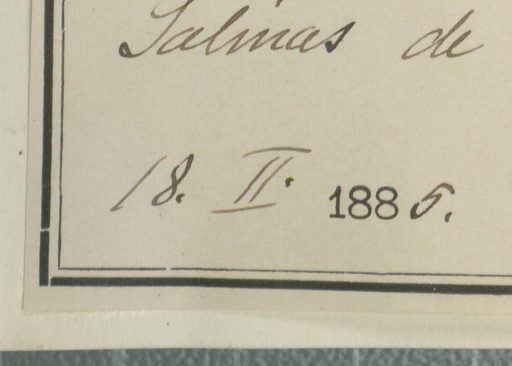 Salinas de
18. II. 1885.